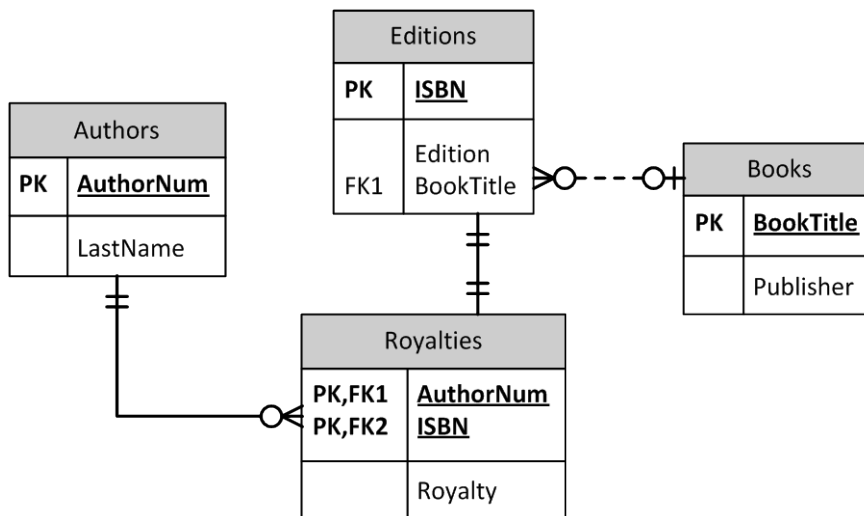 Editions
PK ISBN
Edition
FK1 BookTitle
Authors
PK AuthorNum
LastName
Books
PK BookTitle
Publisher
Royalties
PK,FK1 AuthorNum
PK,FK2 ISBN
Royalty